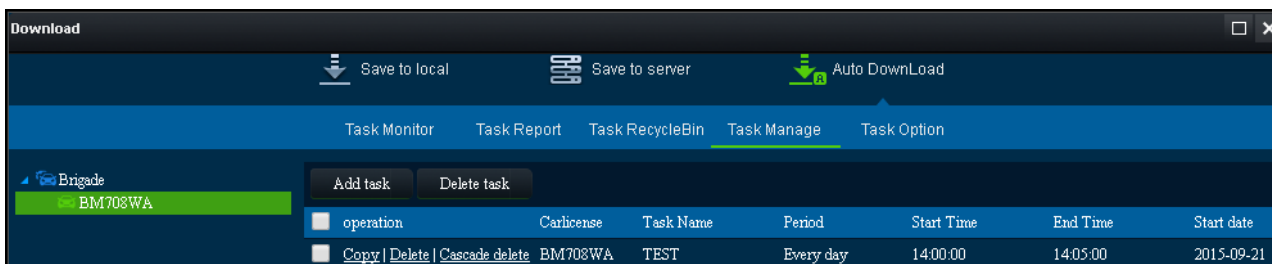 Download
Save to local Save to server A Auto DownLoad
Task Monitor Task Report Task RecycleBin Task Manage Task Option
Brigade Add task Delete task
BM708WA
operation Carlicense Task Name Period Start Time End Time Start date
Copy | Delete | Cascade delete BM708WA TEST Every day 14:00:00 14:05:00 2015-09-21